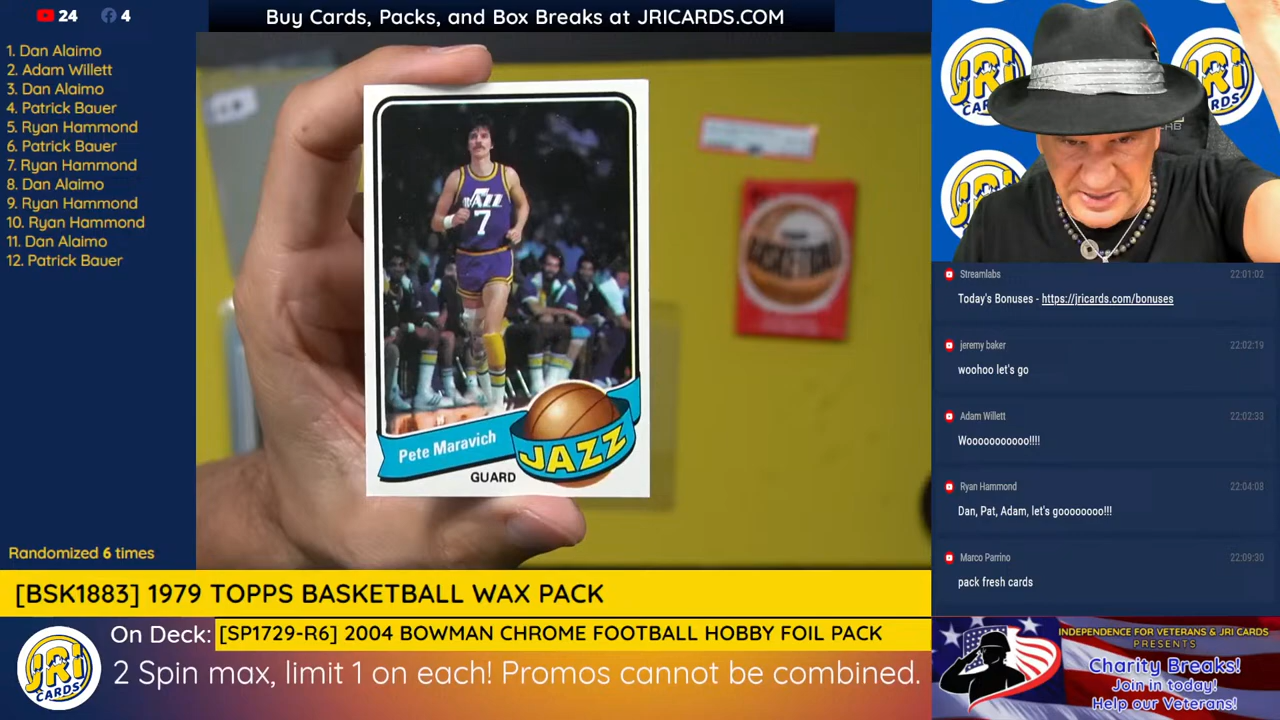 24
4
Buy Cards, Packs, and Box Breaks at JRICARDS.COM
1. Dan Alaimo
2. Adam Willett
3. Dan Alaimo
4. Patrick Bauer
5. Ryan Hammond
6. Patrick Bauer
7. Ryan Hammond
8. Dan Alaimo
9. Ryan Hammond
10. Ryan Hammond
11. Dan Alaimo
12. Patrick Bauer
Randomized 6 times
JAZZ
7
Pete Maravich
JAZZ
GUARD
BASKETBALL
JRI
CARDS
Streamlabs 22:01:02
Today's Bonuses - https://jricards.com/bonuses
jeremy baker 22:02:19
woohoo let's go
Adam Willett 22:02:33
Wooooooooooo!!!!
Ryan Hammond 22:04:03
Dan, Pat, Adam, let's goooooooo!!!
Marco Parrino 22:09:30
pack fresh cards
[BSK1883] 1979 TOPPS BASKETBALL WAX PACK
JRI
CARDS
On Deck: [SP1729-R6] 2004 BOWMAN CHROME FOOTBALL HOBBY FOIL PACK
2 Spin max, limit 1 on each! Promos cannot be combined.
INDEPENDENCE FOR VETERANS & JRI CARDS
PRESENTS
Charity Breaks!
Join in today!
Help our Veterans!